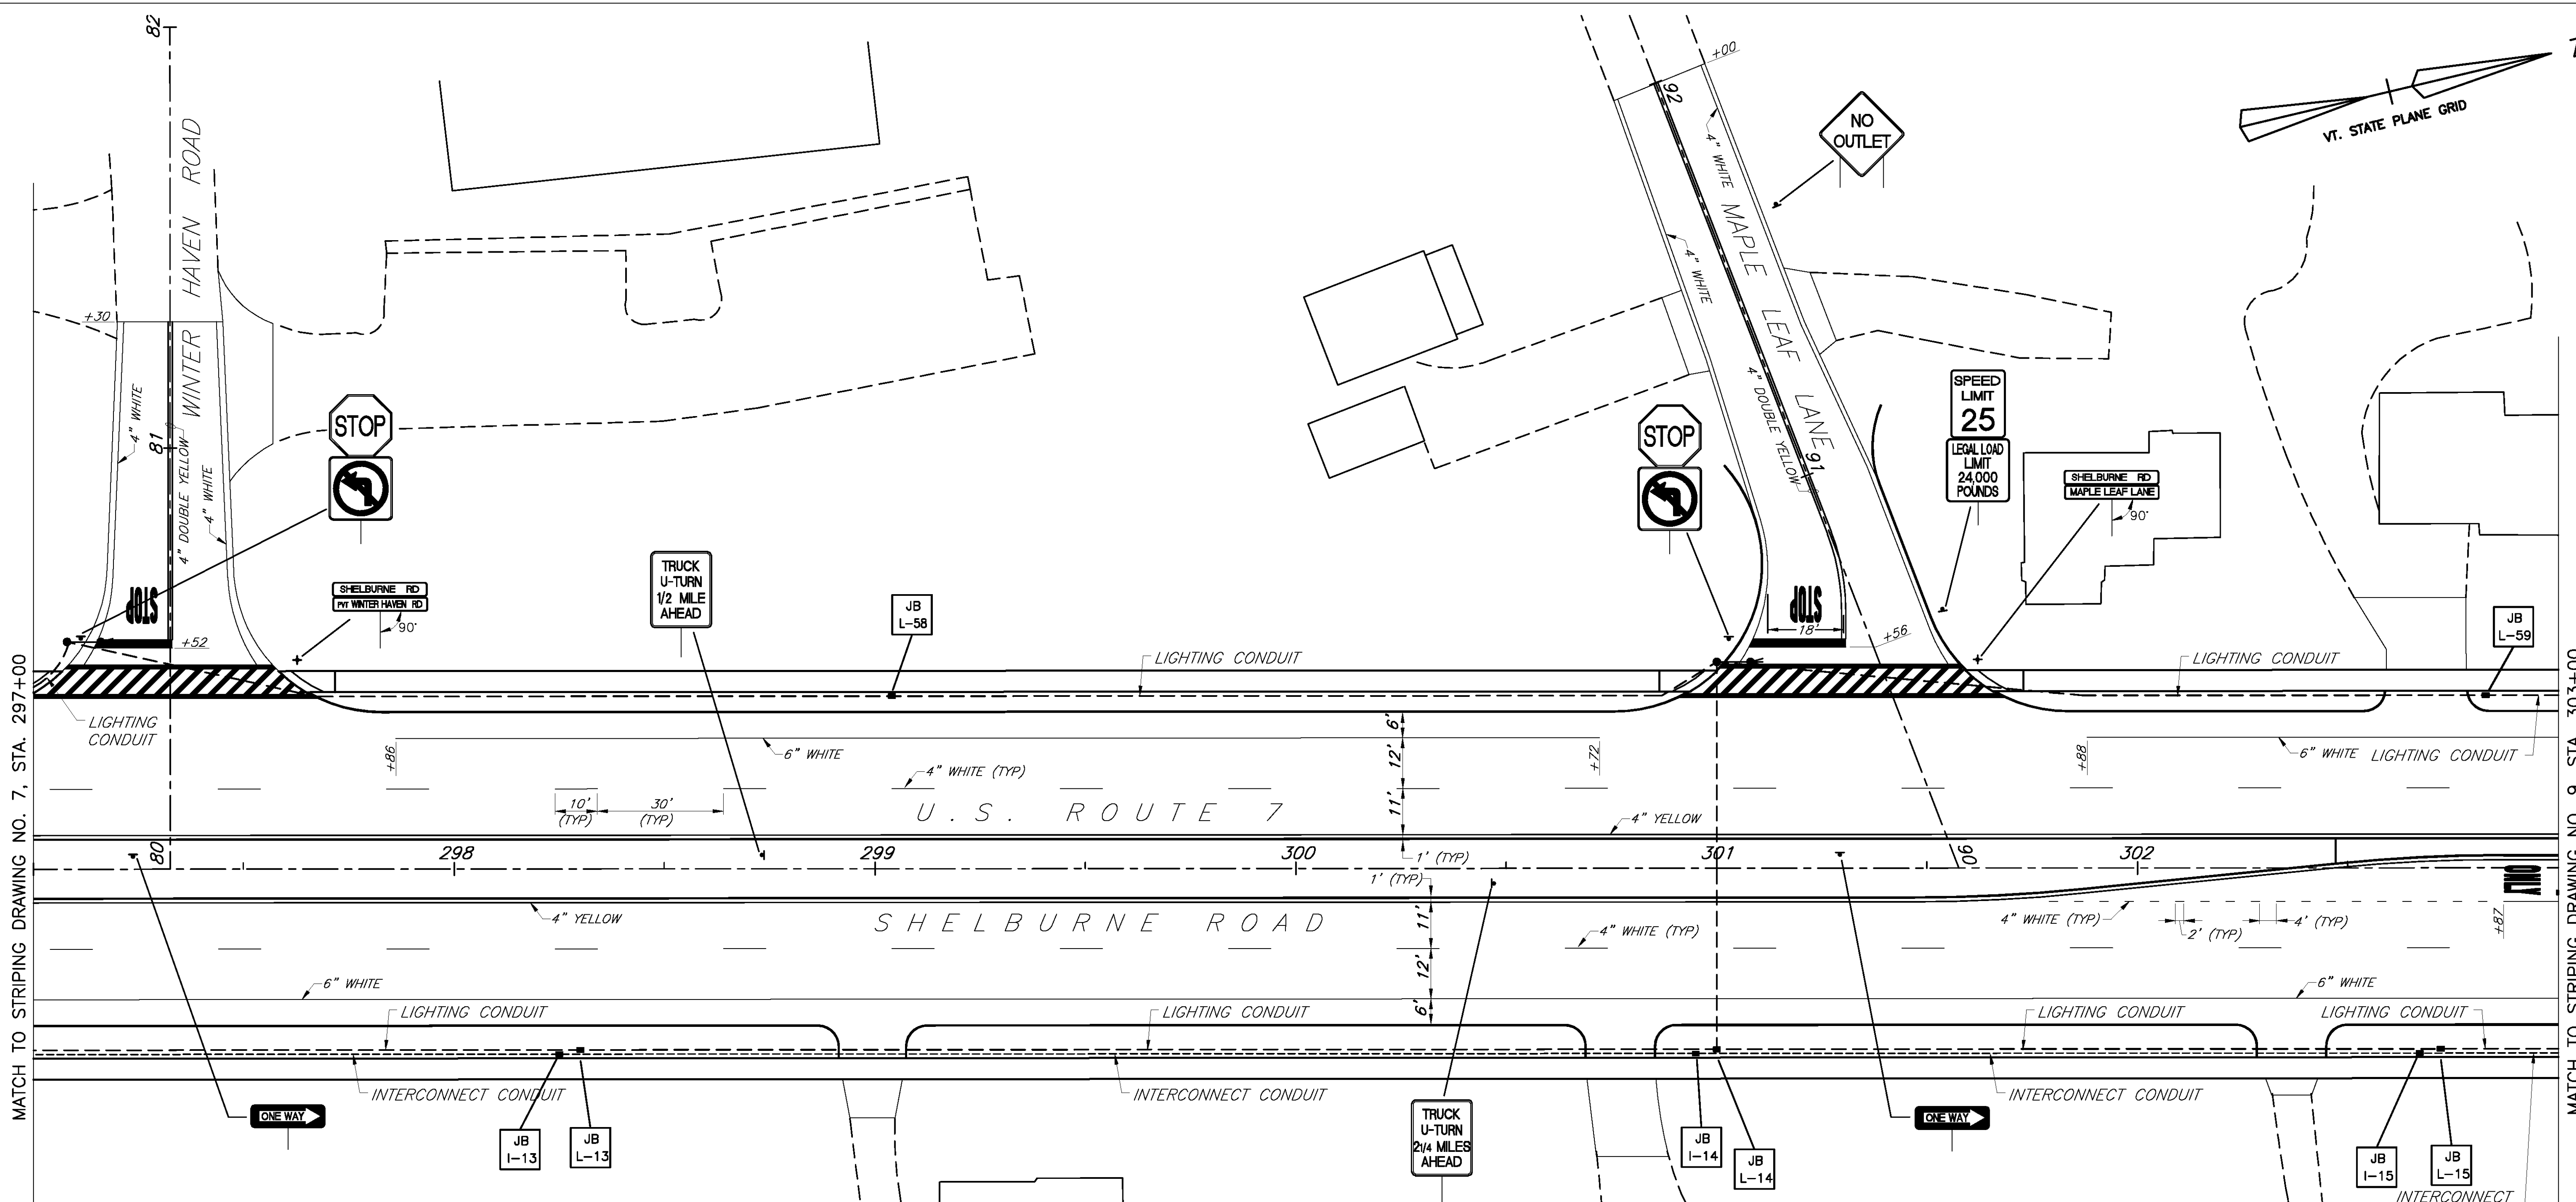 82
WINTER HAVEN ROAD
+30
4" WHITE
81
4" DOUBLE YELLOW
4" WHITE
STOP
+52
STOP
SHELBURNE RD
PVT WINTER HAVEN RD
90°
TRUCK
U-TURN
1/2 MILE
AHEAD
JB
L-58
LIGHTING CONDUIT
LIGHTING
CONDUIT
+00
92
4" WHITE
MAPLE LEAF LANE
4" WHITE
4" DOUBLE YELLOW
91
NO
OUTLET
VT. STATE PLANE GRID
STOP
STOP
18'
+56
SPEED
LIMIT
25
LEGAL LOAD
LIMIT
24,000
POUNDS
SHELBURNE RD
MAPLE LEAF LANE
90°
LIGHTING CONDUIT
JB
L-59
MATCH TO STRIPING DRAWING NO. 7, STA. 297+00
+86
6" WHITE
4" WHITE (TYP)
10'
(TYP)
30'
(TYP)
U.S. ROUTE 7
6'
12'
11'
+72
4" YELLOW
+88
6" WHITE
LIGHTING CONDUIT
80
298
299
300
301
90
302
1' (TYP)
1' (TYP)
ONLY
4" YELLOW
SHELBURNE ROAD
11'
12'
6'
4" WHITE (TYP)
4" WHITE (TYP)
2' (TYP)
4' (TYP)
+87
6" WHITE
6" WHITE
LIGHTING CONDUIT
LIGHTING CONDUIT
LIGHTING CONDUIT
LIGHTING CONDUIT
INTERCONNECT CONDUIT
INTERCONNECT CONDUIT
INTERCONNECT CONDUIT
INTERCONNECT
ONE WAY
JB
I-13
JB
L-13
TRUCK
U-TURN
2 1/4 MILES
AHEAD
JB
I-14
JB
L-14
ONE WAY
JB
I-15
JB
L-15
MATCH TO STRIPING DRAWING NO. 9, STA. 303+00